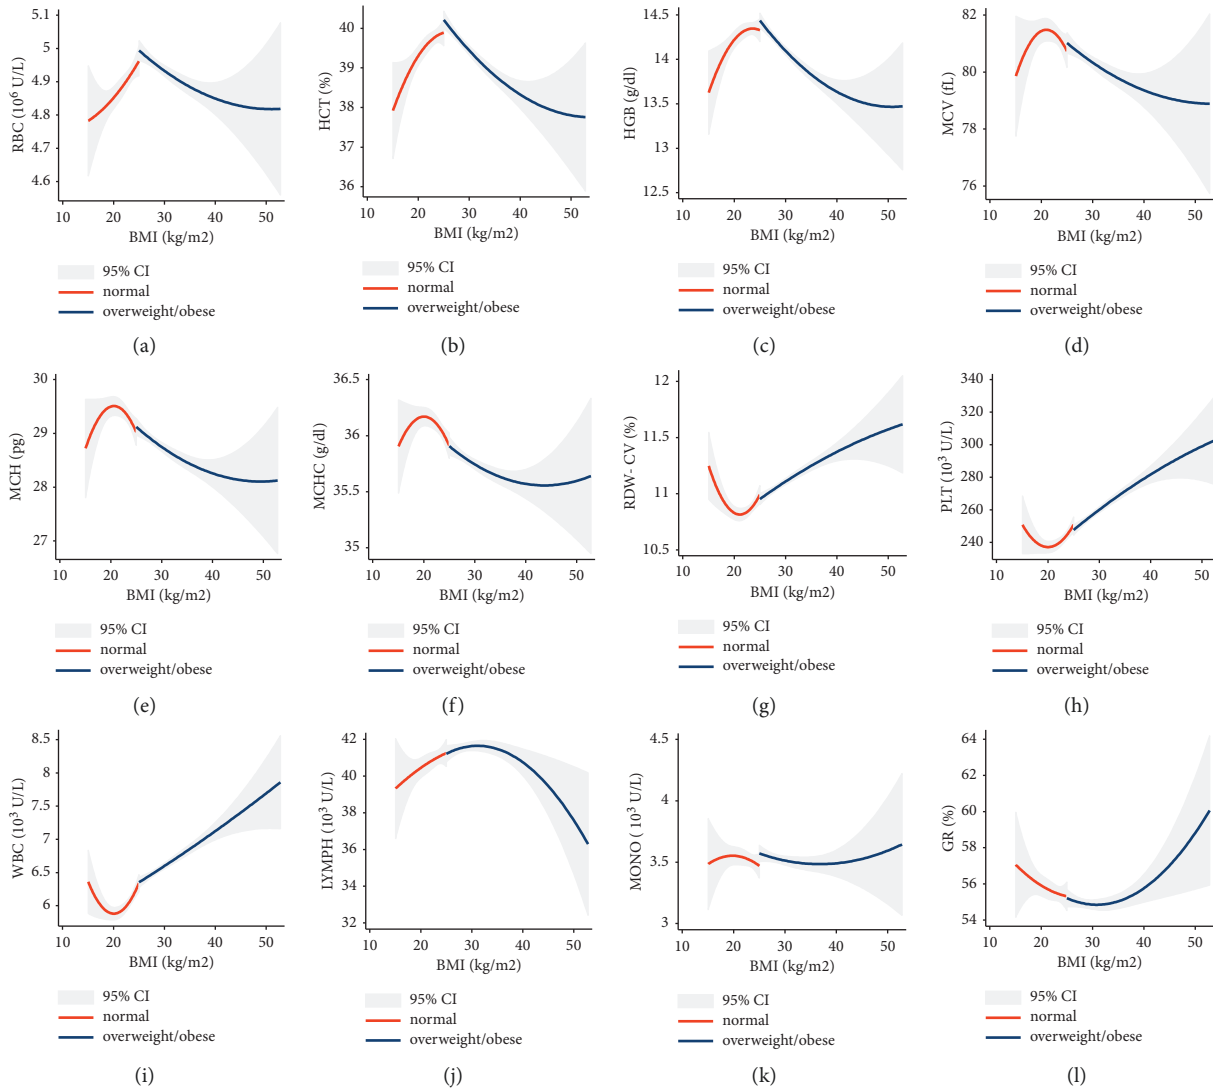 RBC (10⁶ U/L)
5.1
5
4.9
4.8
4.7
4.6
10 20 30 40 50
BMI (kg/m2)
95% CI
normal
overweight/obese
(a)
HCT (%)
40
39
38
37
36
10 20 30 40 50
BMI (kg/m2)
95% CI
normal
overweight/obese
(b)
HGB (g/dl)
14.5
14
13.5
13
12.5
10 20 30 40 50
BMI (kg/m2)
95% CI
normal
overweight/obese
(c)
MCV (fL)
82
80
78
76
10 20 30 40 50
BMI (kg/m2)
95% CI
normal
overweight/obese
(d)
MCH (pg)
30
29
28
27
10 20 30 40 50
BMI (kg/m2)
95% CI
normal
overweight/obese
(e)
MCHC (g/dl)
36.5
36
35.5
35
10 20 30 40 50
BMI (kg/m2)
95% CI
normal
overweight/obese
(f)
RDW- CV (%)
12
11.5
11
10.5
10 20 30 40 50
BMI (kg/m2)
95% CI
normal
overweight/obese
(g)
PLT (10³ U/L)
340
320
300
280
260
240
10 20 30 40 50
BMI (kg/m2)
95% CI
normal
overweight/obese
(h)
WBC (10³ U/L)
8.5
8
7.5
7
6.5
6
10 20 30 40 50
BMI (kg/m2)
95% CI
normal
overweight/obese
(i)
LYMPH (10³ U/L)
42
40
38
36
34
32
10 20 30 40 50
BMI (kg/m2)
95% CI
normal
overweight/obese
(j)
MONO ( 10³ U/L)
4.5
4
3.5
3
10 20 30 40 50
BMI (kg/m2)
95% CI
normal
overweight/obese
(k)
GR (%)
64
62
60
58
56
54
10 20 30 40 50
BMI (kg/m2)
95% CI
normal
overweight/obese
(l)